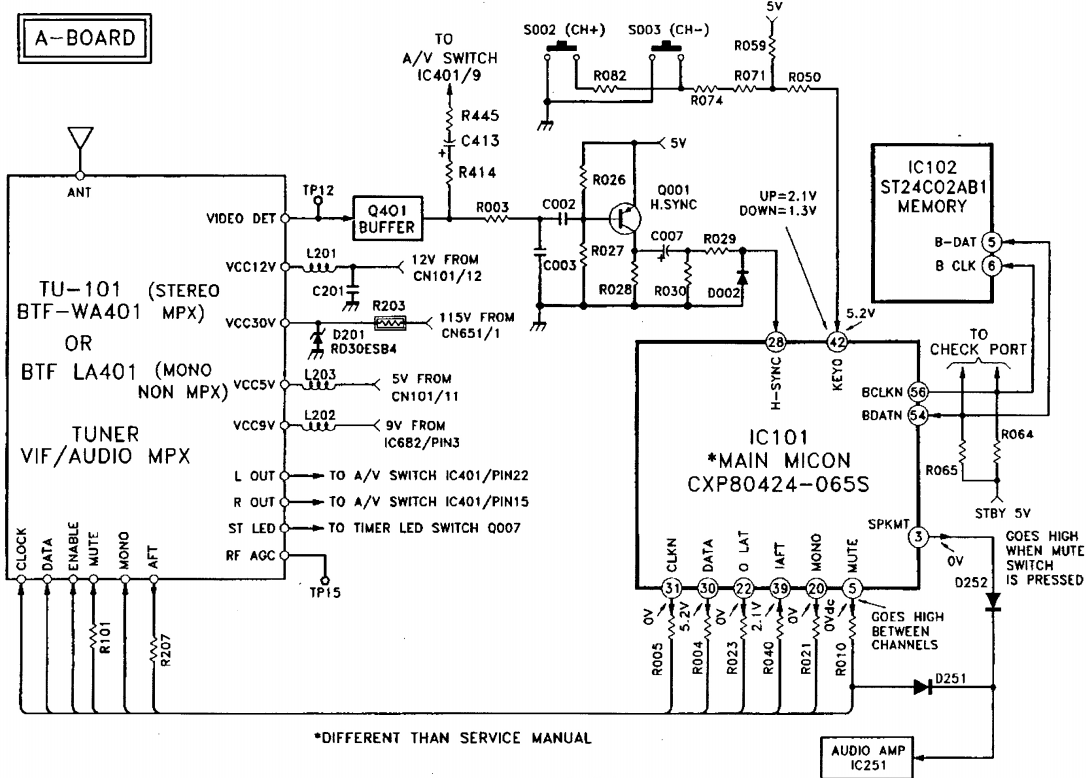 A-BOARD
TO
A/V SWITCH
IC401/9
R445
C413
+
R414
S002 (CH+)
S003 (CH-)
R082
R074
R071
R059
5V
R050
ANT
TP12
VIDEO DET
Q401
BUFFER
R003
C002
C003
R026
R027
5V
Q001
H.SYNC
C007
+
R028
R030
R029
D002
UP=2.1V
DOWN=1.3V
5.2V
IC102
ST24C02AB1
MEMORY
B-DAT 5
B CLK 6
VCC12V
L201
C201
12V FROM
CN101/12
VCC30V
R203
D201
RD30ESB4
115V FROM
CN651/1
VCC5V
L203
5V FROM
CN101/11
VCC9V
L202
9V FROM
IC682/PIN3
L OUT
TO A/V SWITCH IC401/PIN22
R OUT
TO A/V SWITCH IC401/PIN15
ST LED
TO TIMER LED SWITCH Q007
RF AGC
TP15
TU-101 (STEREO
BTF-WA401 MPX)
OR
BTF LA401 (MONO
NON MPX)
TUNER
VIF/AUDIO MPX
CLOCK
DATA
ENABLE
MUTE
MONO
AFT
R101
R207
28
H-SYNC
42
KEYO
TO
CHECK PORT
BCLKN 56
BDATN 54
R065
R064
STBY 5V
IC101
*MAIN MICON
CXP80424-065S
SPKMT 3
0V
GOES HIGH
WHEN MUTE
SWITCH
IS PRESSED
D252
CLKN
DATA
O LAT
IAFT
MONO
MUTE
31
30
22
39
20
5
0V
5.2V
0V
2.1V
0V
0Vdc
R005
R004
R023
R040
R021
R010
GOES HIGH
BETWEEN
CHANNELS
D251
*DIFFERENT THAN SERVICE MANUAL
AUDIO AMP
IC251